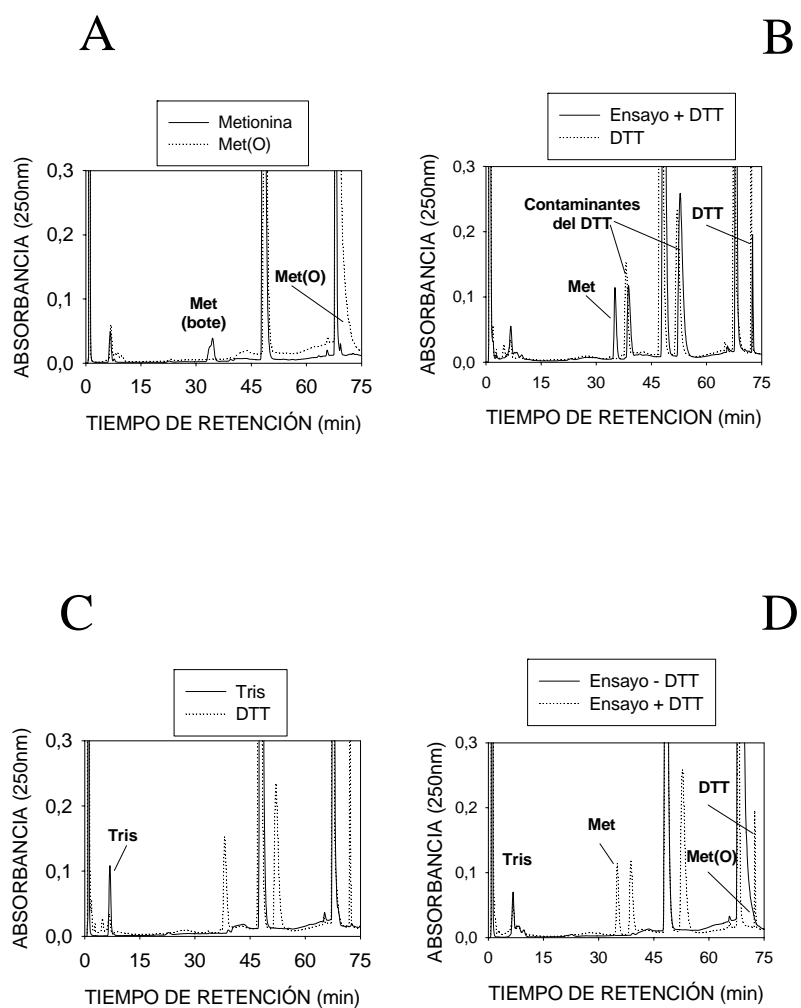 A
B
Metionina
Met(O)
Ensayo + DTT
DTT
ABSORBANCIA (250nm)
0,3
0,2
0,1
0,0
Met
(bote)
Met(O)
0 15 30 45 60 75
TIEMPO DE RETENCIÓN (min)
ABSORBANCIA (250nm)
0,3
0,2
0,1
0,0
Contaminantes
del DTT
DTT
Met
0 15 30 45 60 75
TIEMPO DE RETENCION (min)
C
D
Tris
DTT
Ensayo - DTT
Ensayo + DTT
ABSORBANCIA (250nm)
0,3
0,2
0,1
0,0
Tris
0 15 30 45 60 75
TIEMPO DE RETENCIÓN (min)
ABSORBANCIA (250nm)
0,3
0,2
0,1
0,0
DTT
Met
Met(O)
Tris
0 15 30 45 60 75
TIEMPO DE RETENCIÓN (min)